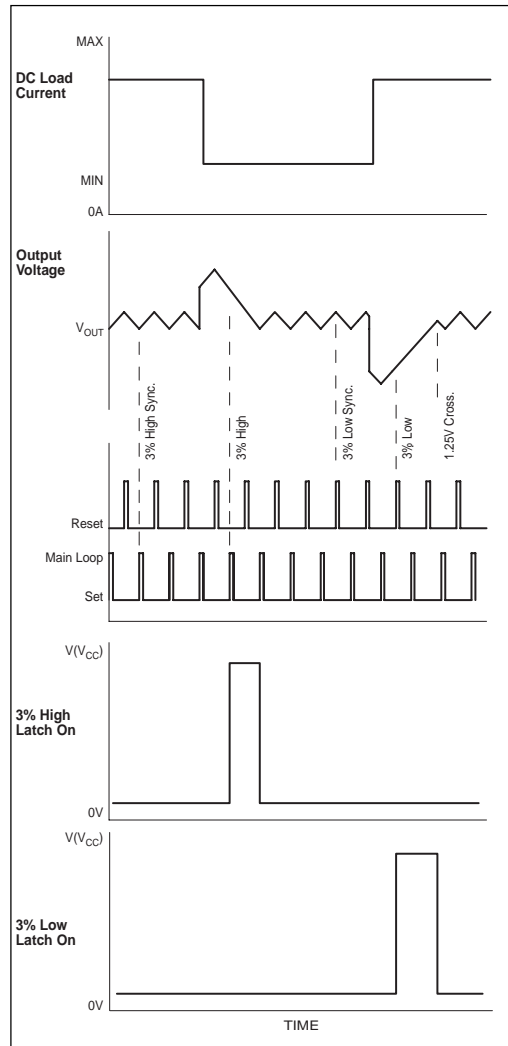 MAX
DC Load
Current
MIN
0A
Output
Voltage
VOUT
3% High Sync.
3% High
3% Low Sync.
3% Low
1.25V Cross.
Reset
Main Loop
Set
V(VCC)
3% High
Latch On
0V
V(VCC)
3% Low
Latch On
0V
TIME